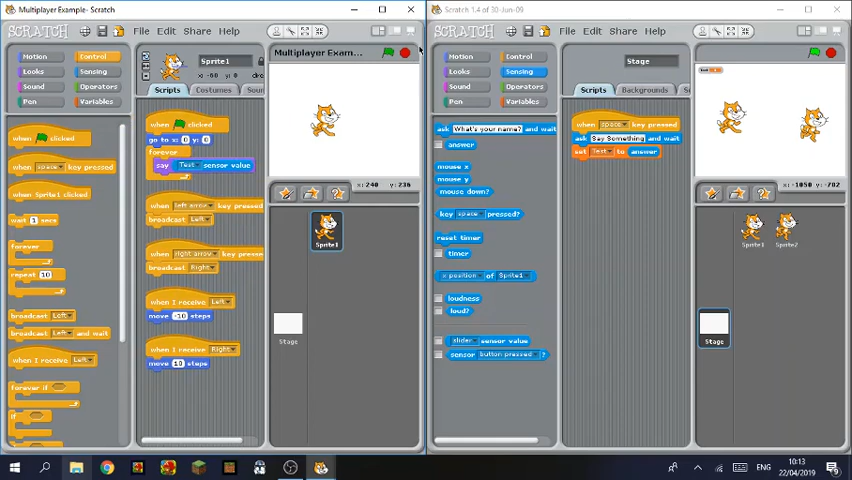 Multiplayer Example- Scratch
SCRATCH
File Edit Share Help
Motion Control
Looks Sensing
Sound Operators
Pen Variables
when clicked
when space key pressed
when Sprite1 clicked
wait 1 secs
forever
repeat 10
broadcast Left
broadcast Left and wait
when I receive Left
forever if
if
Sprite1
Scripts Costumes
when clicked
go to x: 0 y: 0
forever
say Test sensor value
when left arrow key pressed
broadcast Left
when right arrow key pressed
broadcast Right
when I receive Left
move -10 steps
when I receive Right
move 10 steps
Multiplayer Exam...
x:240 y:236
Sprite1
Stage
Scratch 1.4 of 30-Jun-09
SCRATCH
File Edit Share Help
Motion Control
Looks Sensing
Sound Operators
Pen Variables
ask What's your name? and wait
answer
mouse x
mouse y
mouse down?
key space pressed?
reset timer
timer
x position of Sprite1
loudness
loud?
slider sensor value
sensor button pressed ?
Stage
Scripts Backgrounds
when space key pressed
ask Say Something and wait
set Test to answer
x:-1050 y:-702
Sprite1 Sprite2
Stage
ENG
10:13
22/04/2019